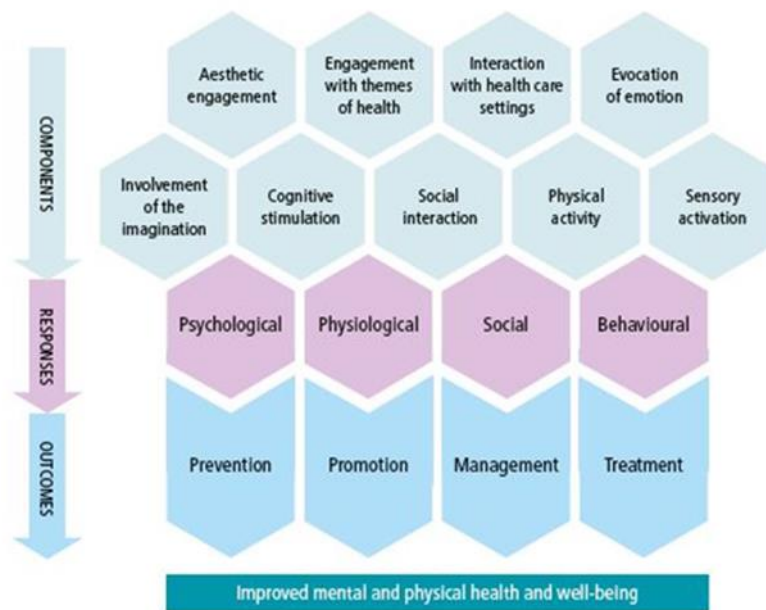 COMPONENTS
Aesthetic
engagement
Engagement
with themes
of health
Interaction
with health care
settings
Evocation
of emotion
Involvement
of the
imagination
Cognitive
stimulation
Social
interaction
Physical
activity
Sensory
activation
RESPONSES
Psychological
Physiological
Social
Behavioural
OUTCOMES
Prevention
Promotion
Management
Treatment
Improved mental and physical health and well-being